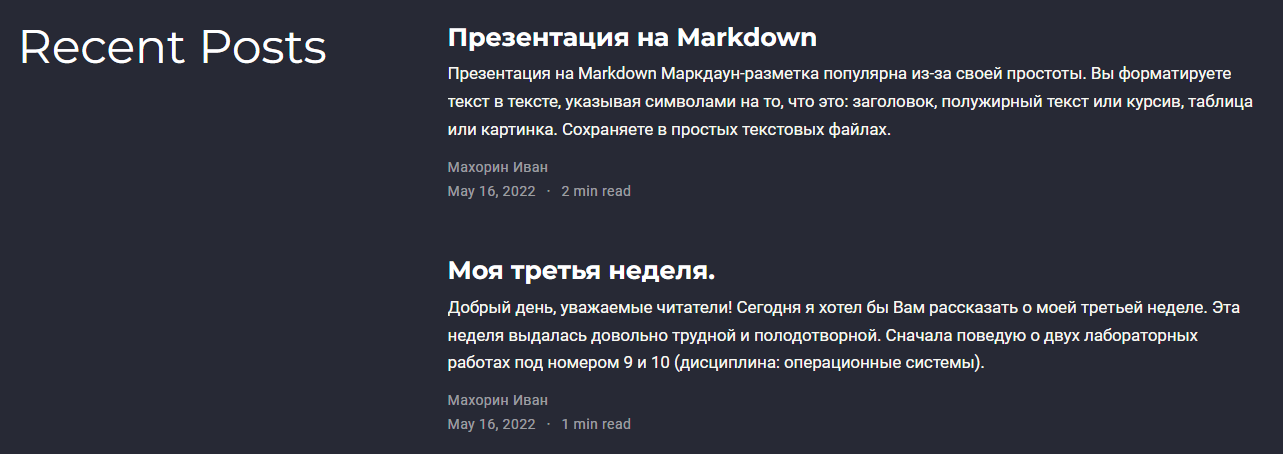 Recent Posts
Презентация на Markdown
Презентация на Markdown Маркдаун-разметка популярна из-за своей простоты. Вы форматируете
текст в тексте, указывая символами на то, что это: заголовок, полужирный текст или курсив, таблица
или картинка. Сохраняете в простых текстовых файлах.
Махорин Иван
May 16, 2022 · 2 min read
Моя третья неделя.
Добрый день, уважаемые читатели! Сегодня я хотел бы Вам рассказать о моей третьей неделе. Эта
неделя выдалась довольно трудной и полодотворной. Сначала поведую о двух лабораторных
работах под номером 9 и 10 (дисциплина: операционные системы).
Махорин Иван
May 16, 2022 · 1 min read